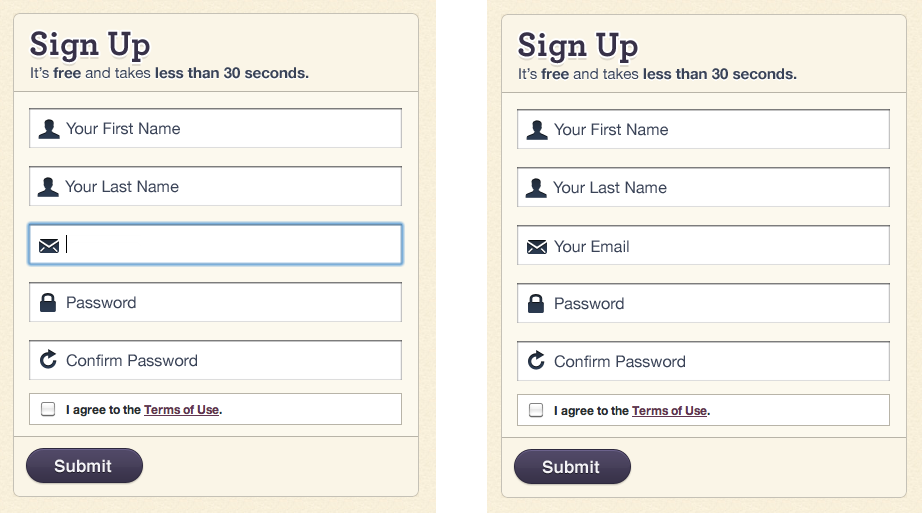 Sign Up
It's free and takes less than 30 seconds.
Your First Name
Your Last Name
Password
Confirm Password
I agree to the Terms of Use.
Submit
Sign Up
It's free and takes less than 30 seconds.
Your First Name
Your Last Name
Your Email
Password
Confirm Password
I agree to the Terms of Use.
Submit